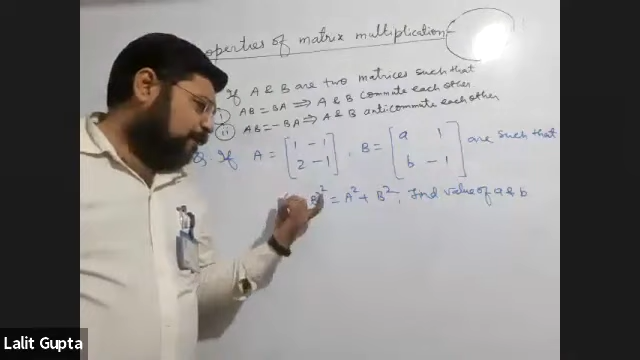 properties of matrix multiplication-
If A & B are two matrices such that
(i) AB = BA ⇒ A & B commute each other
(ii) AB = -BA ⇒ A & B anticommute each other
Q. If A = [1 -1; 2 -1], B = [a 1; b -1] are such that
B)² = A² + B², Find value of a & b
Lalit Gupta